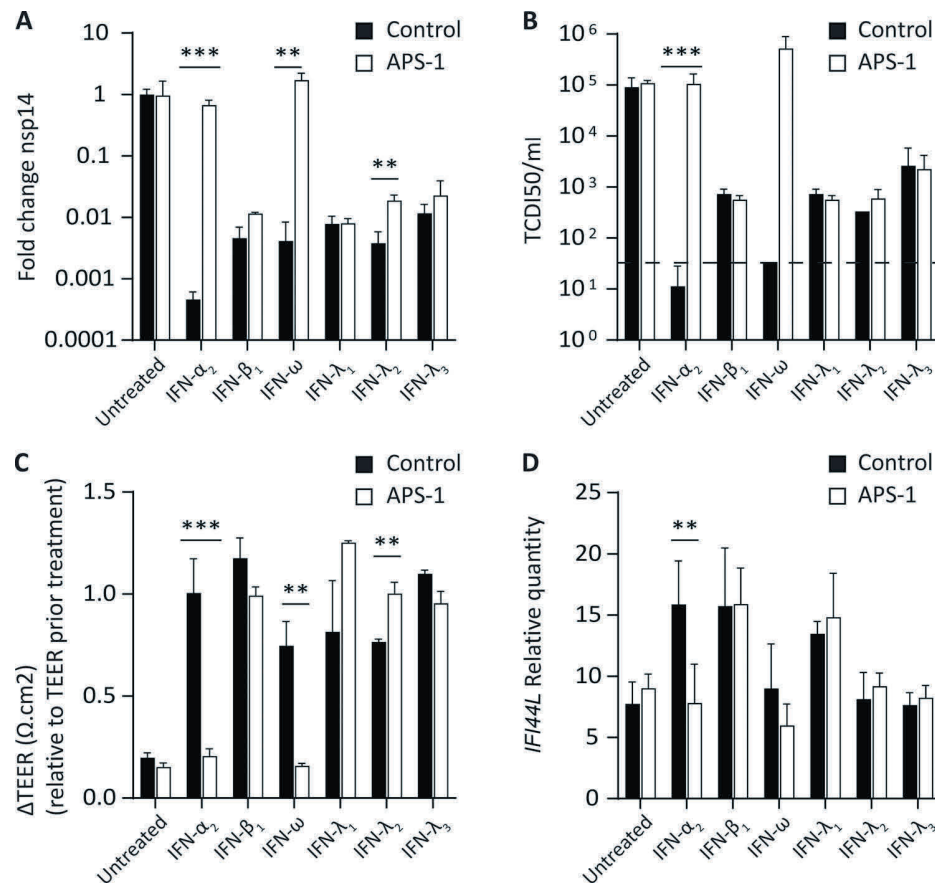 A
Control
APS-1
Fold change nsp14
10
1
0.1
0.01
0.001
0.0001
***
**
**
Untreated
IFN-α₂
IFN-β₁
IFN-ω
IFN-λ₁
IFN-λ₂
IFN-λ₃
B
Control
APS-1
TCDI50/ml
10⁶
10⁵
10⁴
10³
10²
10¹
10⁰
***
Untreated
IFN-α₂
IFN-β₁
IFN-ω
IFN-λ₁
IFN-λ₂
IFN-λ₃
C
Control
APS-1
ΔTEER (Ω.cm2)
(relative to TEER prior treatment)
1.5
1.0
0.5
0.0
***
**
**
Untreated
IFN-α₂
IFN-β₁
IFN-ω
IFN-λ₁
IFN-λ₂
IFN-λ₃
D
Control
APS-1
IFI44L Relative quantity
25
20
15
10
5
0
**
Untreated
IFN-α₂
IFN-β₁
IFN-ω
IFN-λ₁
IFN-λ₂
IFN-λ₃